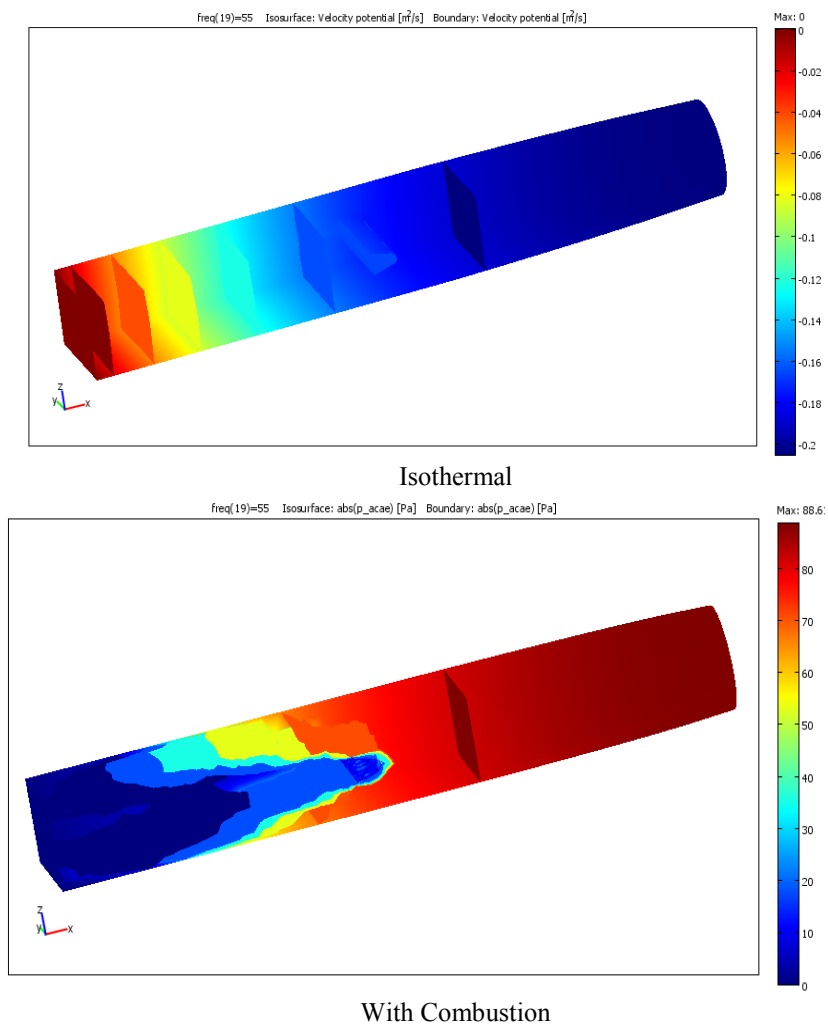 freq(19)=55 Isosurface: Velocity potential [m²/s] Boundary: Velocity potential [m²/s]
Max: 0
0
-0.02
-0.04
-0.06
-0.08
-0.1
-0.12
-0.14
-0.16
-0.18
-0.2
z
y
x
Isothermal
freq(19)=55 Isosurface: abs(p_acae) [Pa] Boundary: abs(p_acae) [Pa]
Max: 88.61
80
70
60
50
40
30
20
10
0
z
y
x
With Combustion